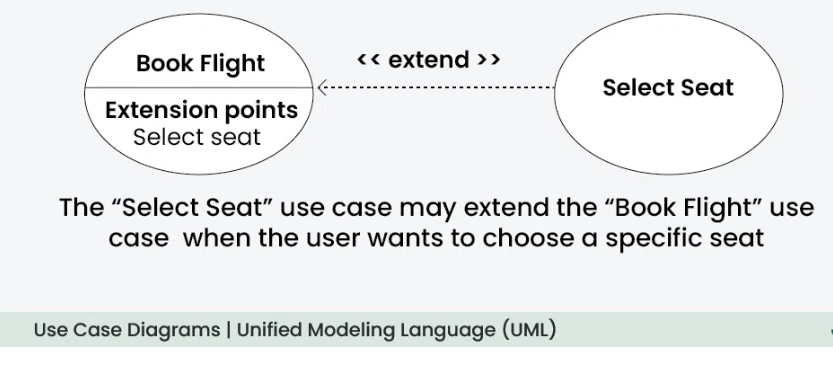 Book Flight
Extension points
Select seat
<< extend >>
Select Seat
The “Select Seat” use case may extend the “Book Flight” use
case when the user wants to choose a specific seat
Use Case Diagrams | Unified Modeling Language (UML)